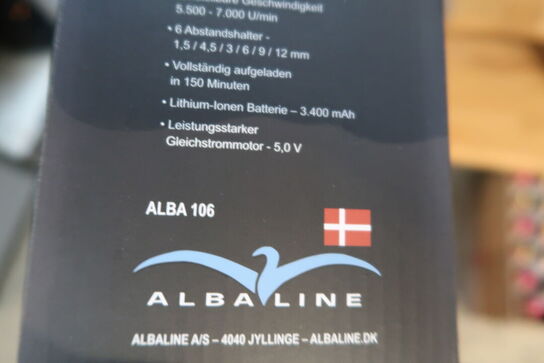 Geschwindigkeit
5.500 - 7.000 U/min
• 6 Abstandshalter -
1,5 / 4,5 / 3 / 6 / 9 / 12 mm
• Vollständig aufgeladen
in 150 Minuten
• Lithium-Ionen Batterie – 3.400 mAh
• Leistungsstarker
Gleichstrommotor - 5,0 V
ALBA 106
ALBALINE
ALBALINE A/S – 4040 JYLLINGE – ALBALINE.DK